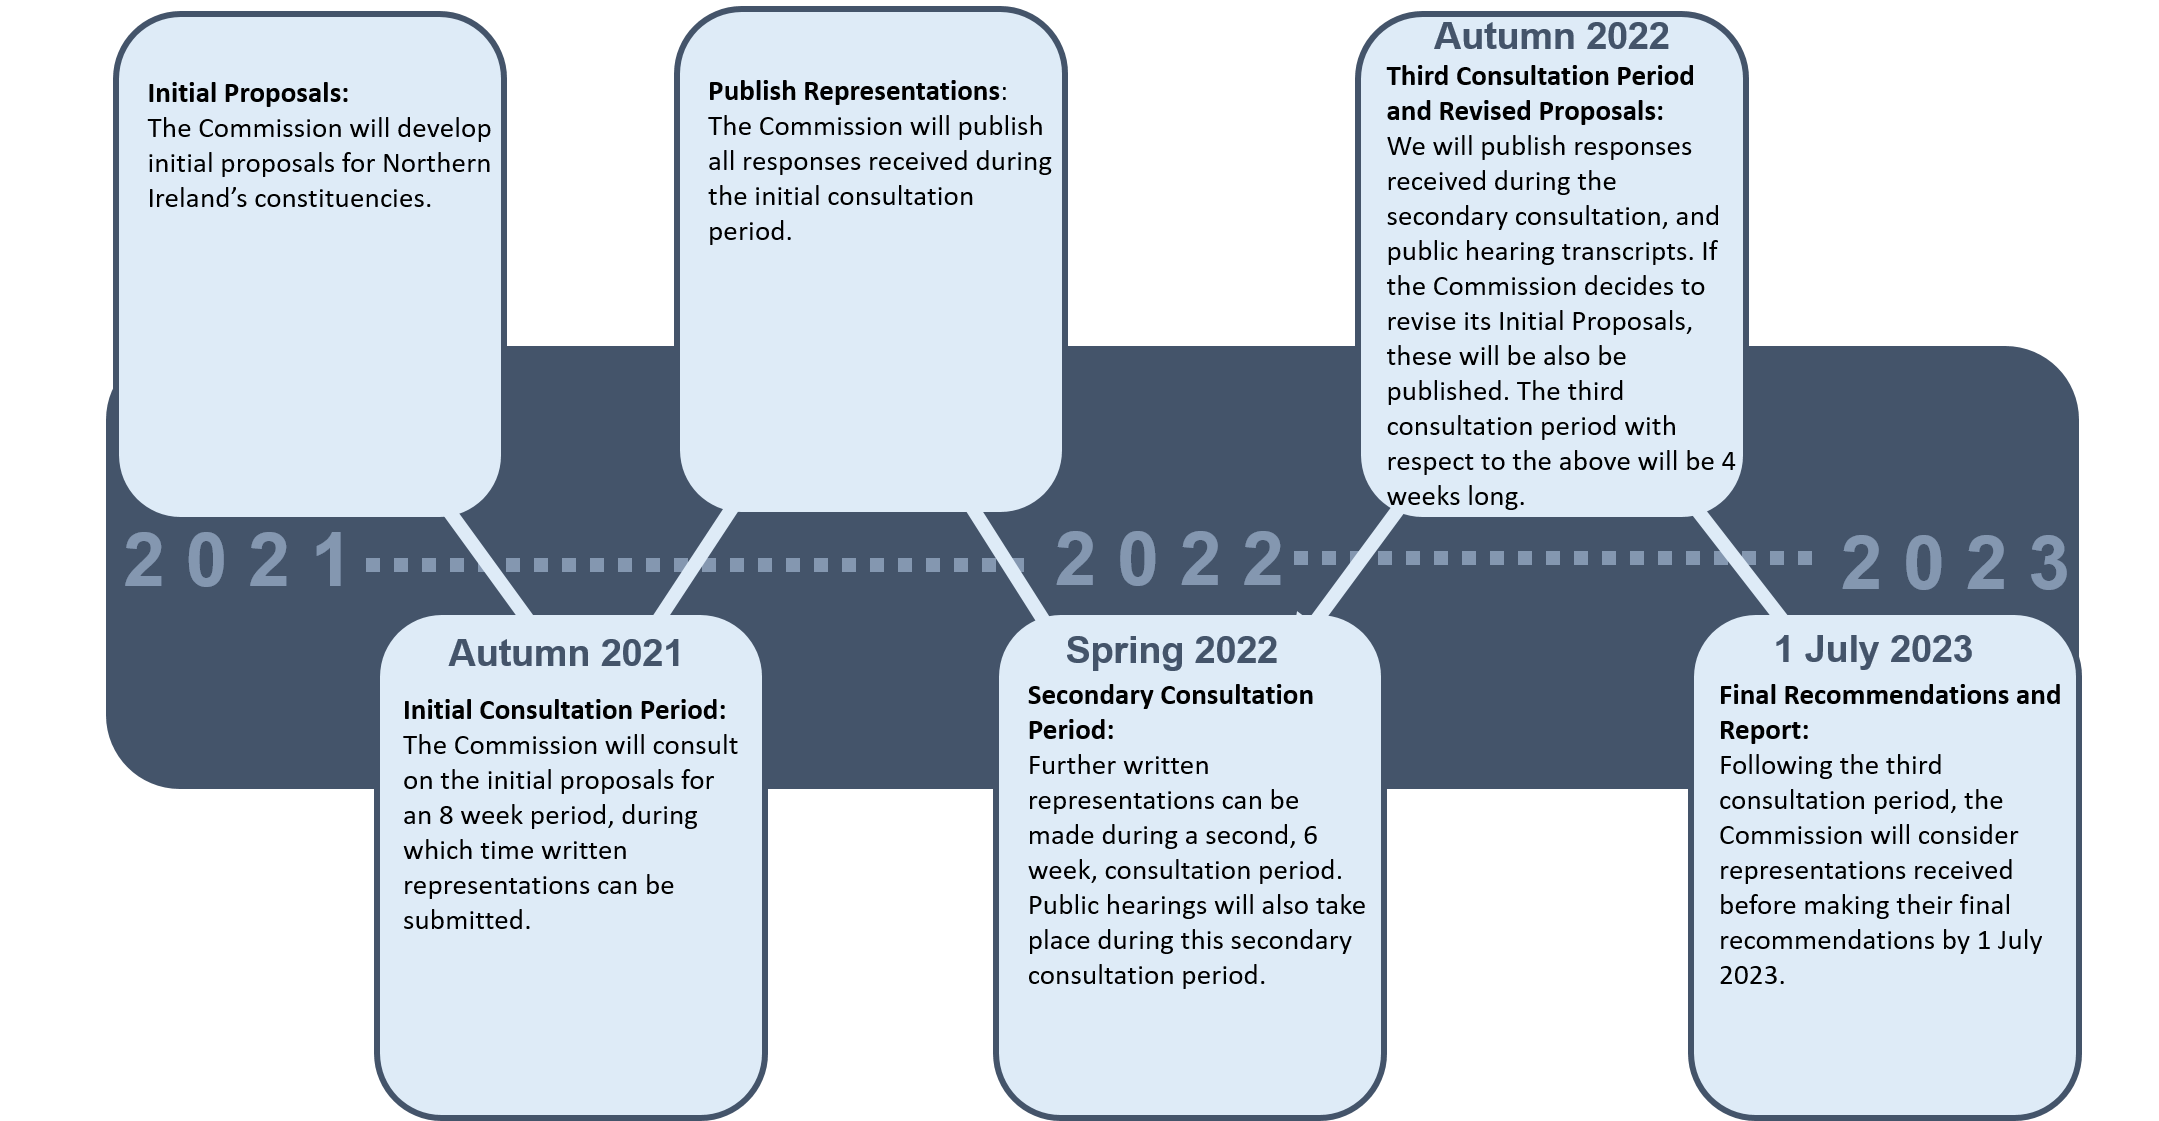 Initial Proposals:
The Commission will develop
initial proposals for Northern
Ireland’s constituencies.
Publish Representations:
The Commission will publish
all responses received during
the initial consultation
period.
Autumn 2022
Third Consultation Period
and Revised Proposals:
We will publish responses
received during the
secondary consultation, and
public hearing transcripts. If
the Commission decides to
revise its Initial Proposals,
these will be also be
published. The third
consultation period with
respect to the above will be 4
weeks long.
2021
2022
2023
Autumn 2021
Initial Consultation Period:
The Commission will consult
on the initial proposals for
an 8 week period, during
which time written
representations can be
submitted.
Spring 2022
Secondary Consultation
Period:
Further written
representations can be
made during a second, 6
week, consultation period.
Public hearings will also take
place during this secondary
consultation period.
1 July 2023
Final Recommendations and
Report:
Following the third
consultation period, the
Commission will consider
representations received
before making their final
recommendations by 1 July
2023.